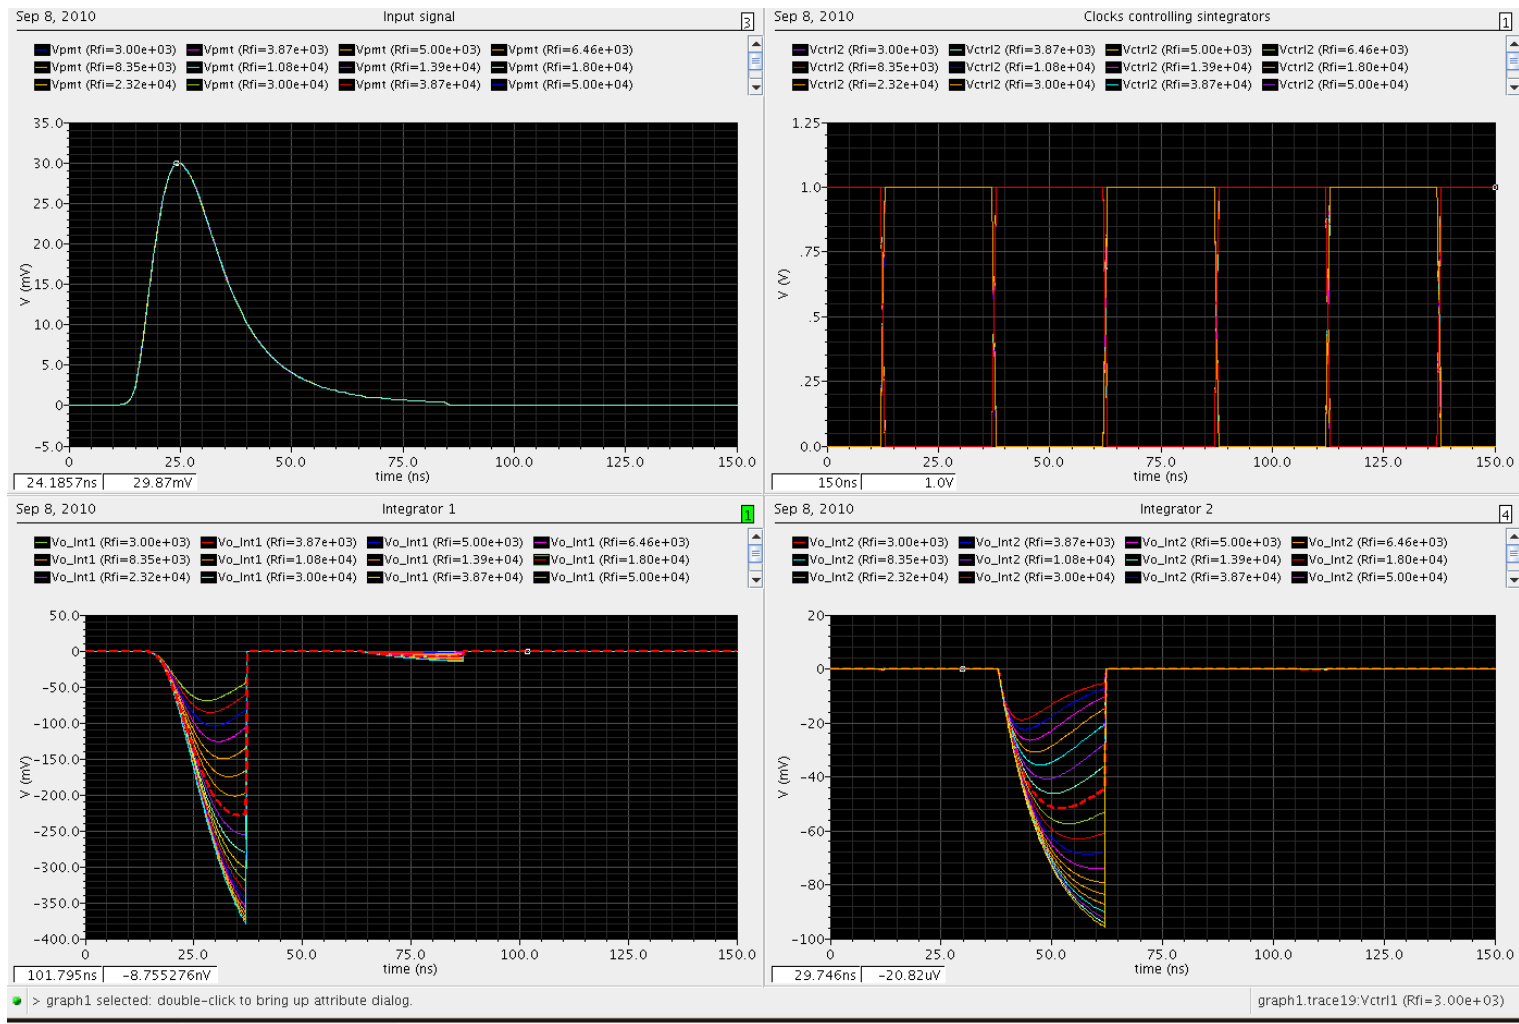 Sep 8, 2010 Input signal 3
Vpmt (Rfi=3.00e+03) Vpmt (Rfi=3.87e+03) Vpmt (Rfi=5.00e+03) Vpmt (Rfi=6.46e+03)
Vpmt (Rfi=8.35e+03) Vpmt (Rfi=1.08e+04) Vpmt (Rfi=1.39e+04) Vpmt (Rfi=1.80e+04)
Vpmt (Rfi=2.32e+04) Vpmt (Rfi=3.00e+04) Vpmt (Rfi=3.87e+04) Vpmt (Rfi=5.00e+04)
35.0
30.0
25.0
20.0
15.0
10.0
5.0
0
-5.0
V (mV)
0 25.0 50.0 75.0 100.0 125.0 150.0
time (ns)
24.1857ns 29.87mV
Sep 8, 2010 Clocks controlling sintegrators 1
Vctrl2 (Rfi=3.00e+03) Vctrl2 (Rfi=3.87e+03) Vctrl2 (Rfi=5.00e+03) Vctrl2 (Rfi=6.46e+03)
Vctrl2 (Rfi=8.35e+03) Vctrl2 (Rfi=1.08e+04) Vctrl2 (Rfi=1.39e+04) Vctrl2 (Rfi=1.80e+04)
Vctrl2 (Rfi=2.32e+04) Vctrl2 (Rfi=3.00e+04) Vctrl2 (Rfi=3.87e+04) Vctrl2 (Rfi=5.00e+04)
1.25
1.0
.75
.5
.25
0.0
V (V)
0 25.0 50.0 75.0 100.0 125.0 150.0
time (ns)
150ns 1.0V
Sep 8, 2010 Integrator 1 1
Vo_Int1 (Rfi=3.00e+03) Vo_Int1 (Rfi=3.87e+03) Vo_Int1 (Rfi=5.00e+03) Vo_Int1 (Rfi=6.46e+03)
Vo_Int1 (Rfi=8.35e+03) Vo_Int1 (Rfi=1.08e+04) Vo_Int1 (Rfi=1.39e+04) Vo_Int1 (Rfi=1.80e+04)
Vo_Int1 (Rfi=2.32e+04) Vo_Int1 (Rfi=3.00e+04) Vo_Int1 (Rfi=3.87e+04) Vo_Int1 (Rfi=5.00e+04)
50.0
0
-50.0
-100.0
-150.0
-200.0
-250.0
-300.0
-350.0
-400.0
V (mV)
0 25.0 50.0 75.0 100.0 125.0 150.0
time (ns)
101.795ns -8.755276nV
Sep 8, 2010 Integrator 2 4
Vo_Int2 (Rfi=3.00e+03) Vo_Int2 (Rfi=3.87e+03) Vo_Int2 (Rfi=5.00e+03) Vo_Int2 (Rfi=6.46e+03)
Vo_Int2 (Rfi=8.35e+03) Vo_Int2 (Rfi=1.08e+04) Vo_Int2 (Rfi=1.39e+04) Vo_Int2 (Rfi=1.80e+04)
Vo_Int2 (Rfi=2.32e+04) Vo_Int2 (Rfi=3.00e+04) Vo_Int2 (Rfi=3.87e+04) Vo_Int2 (Rfi=5.00e+04)
20
0
-20
-40
-60
-80
-100
V (mV)
0.0 25.0 50.0 75.0 100.0 125.0 150.0
time (ns)
29.746ns -20.82uV
> graph1 selected: double-click to bring up attribute dialog.
graph1.trace19:Vctrl1 (Rfi=3.00e+03)